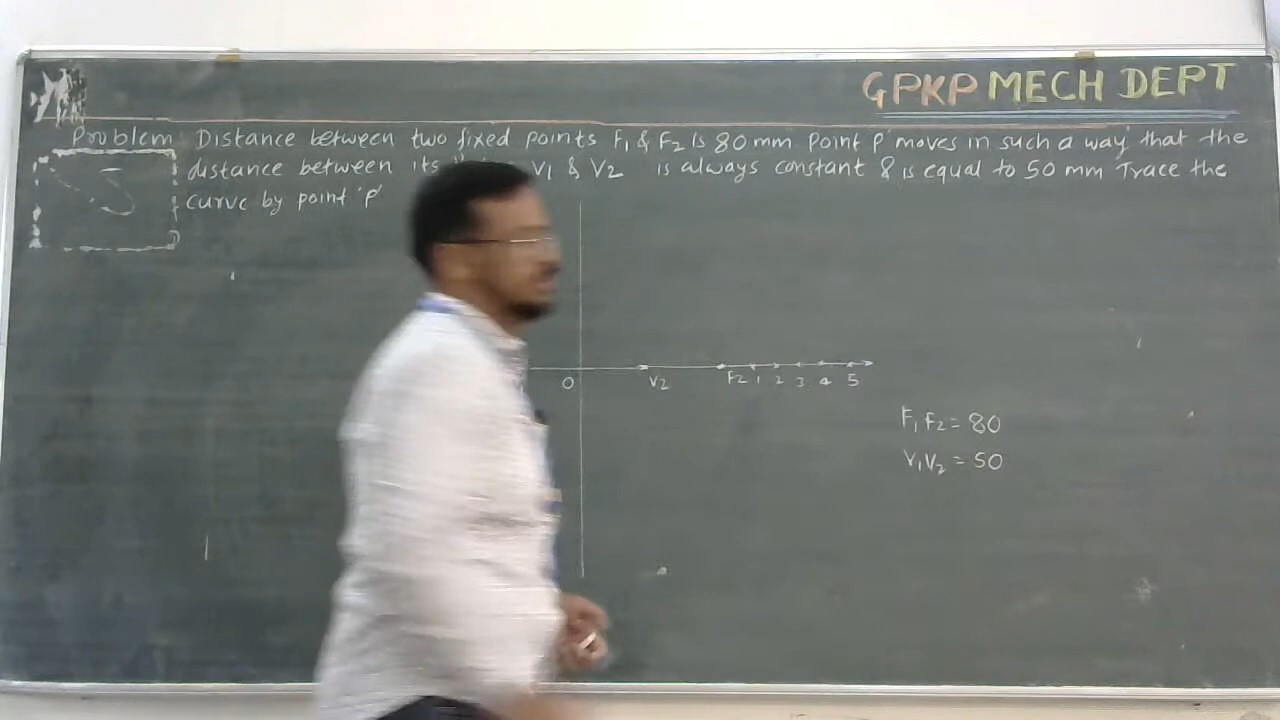 GPKP MECH DEPT
Problem: Distance between two fixed points F1 & F2 is 80 mm Point 'P' moves in such a way that the
distance between its V1 & V2 is always constant & is equal to 50 mm Trace the
curve by point 'P'
O V2 F2 1 2 3 4 5
F1 F2 = 80
V1 V2 = 50